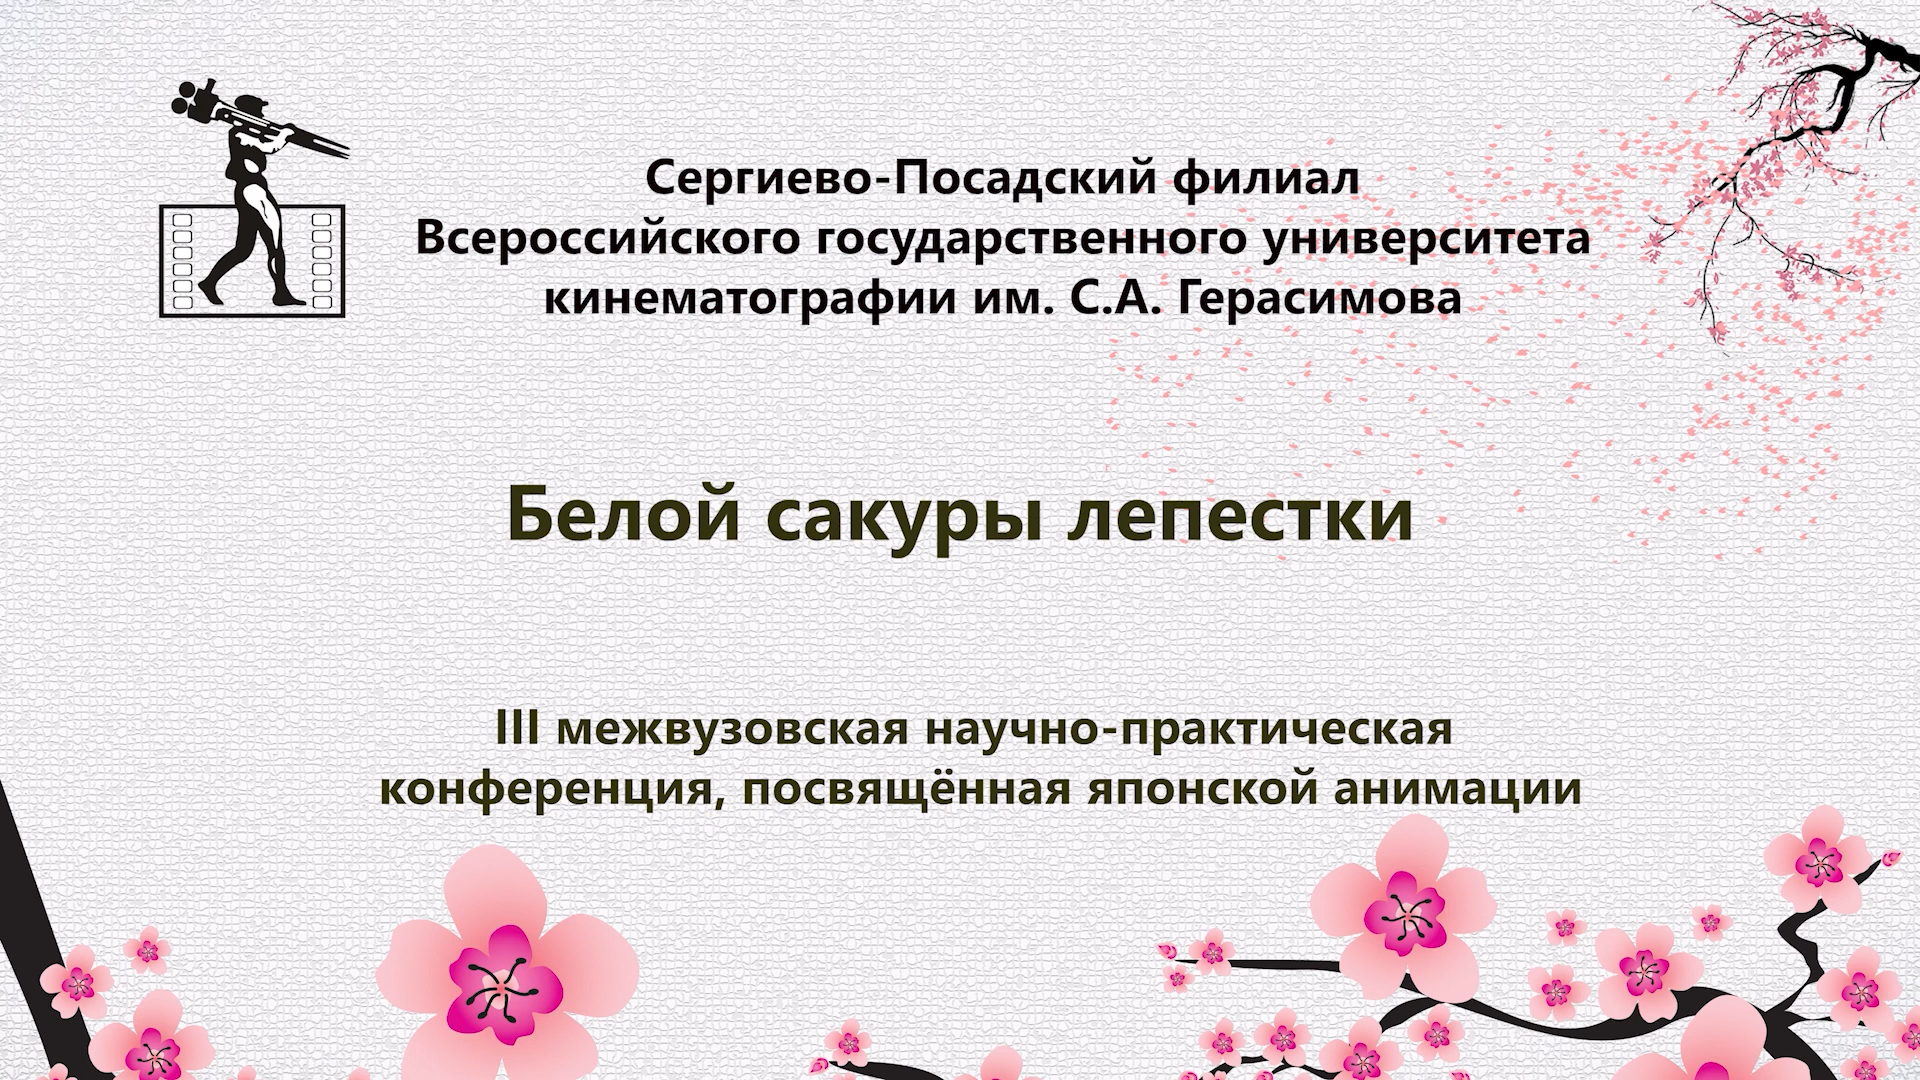 Сергиево-Посадский филиал
Всероссийского государственного университета
кинематографии им. С.А. Герасимова
Белой сакуры лепестки
III межвузовская научно-практическая
конференция, посвящённая японской анимации